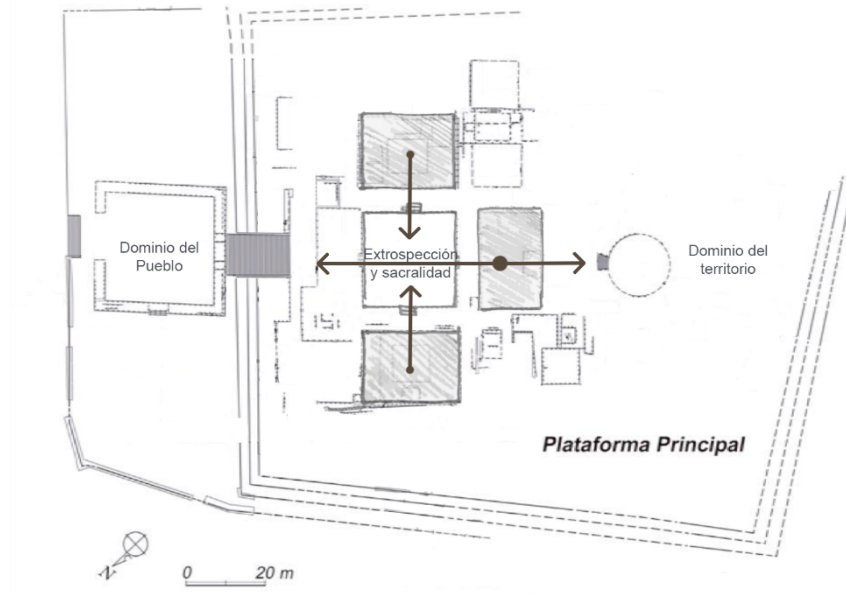 Dominio del
Pueblo
Extrospección
y sacralidad
Dominio del
territorio
Plataforma Principal
N
0 20 m